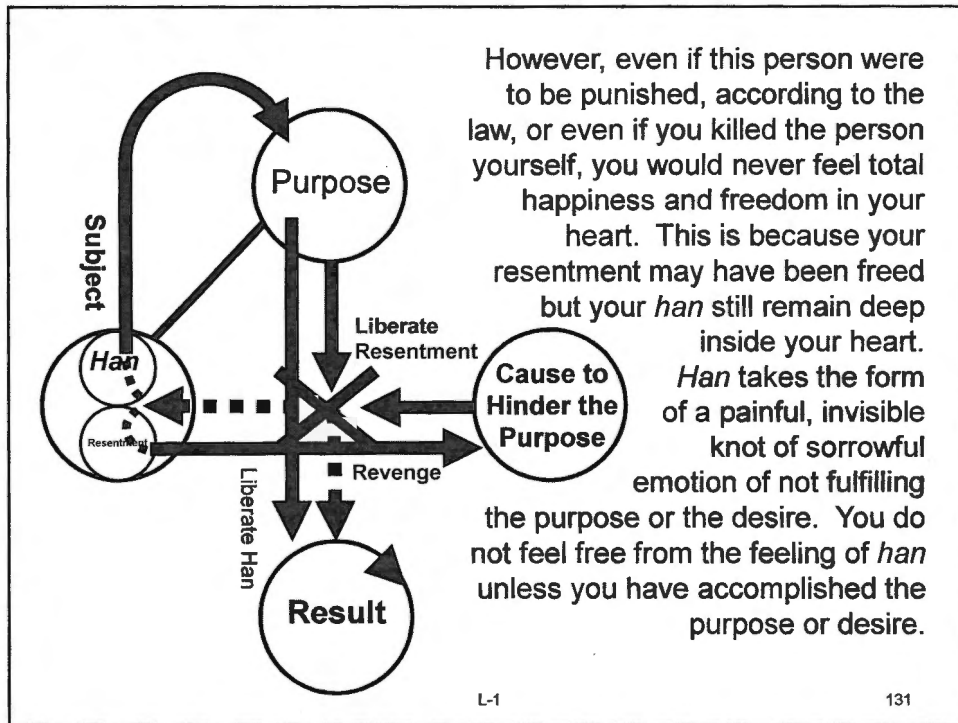 However, even if this person were
to be punished, according to the
law, or even if you killed the person
yourself, you would never feel total
happiness and freedom in your
heart. This is because your
resentment may have been freed
but your han still remain deep
inside your heart.
Han takes the form
of a painful, invisible
knot of sorrowful
emotion of not fulfilling
the purpose or the desire. You do
not feel free from the feeling of han
unless you have accomplished the
purpose or desire.
Purpose
Subject
Han
Resentment
Liberate
Resentment
Cause to
Hinder the
Purpose
Revenge
Liberate Han
Result
L-1
131